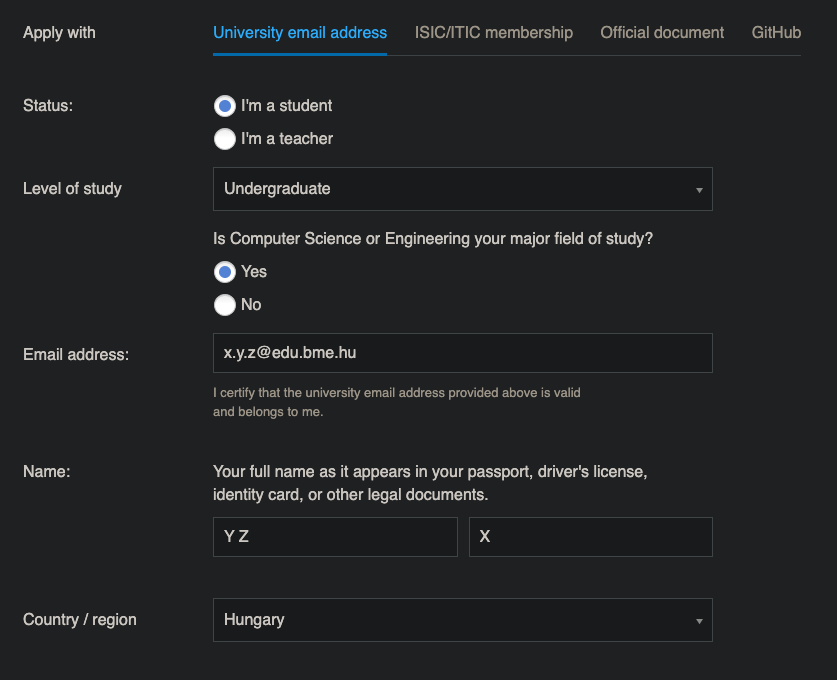 Apply with
University email address
ISIC/ITIC membership
Official document
GitHub
Status:
I'm a student
I'm a teacher
Level of study
Undergraduate
Is Computer Science or Engineering your major field of study?
Yes
No
Email address:
x.y.z@edu.bme.hu
I certify that the university email address provided above is valid
and belongs to me.
Name:
Your full name as it appears in your passport, driver's license,
identity card, or other legal documents.
Y Z
X
Country / region
Hungary